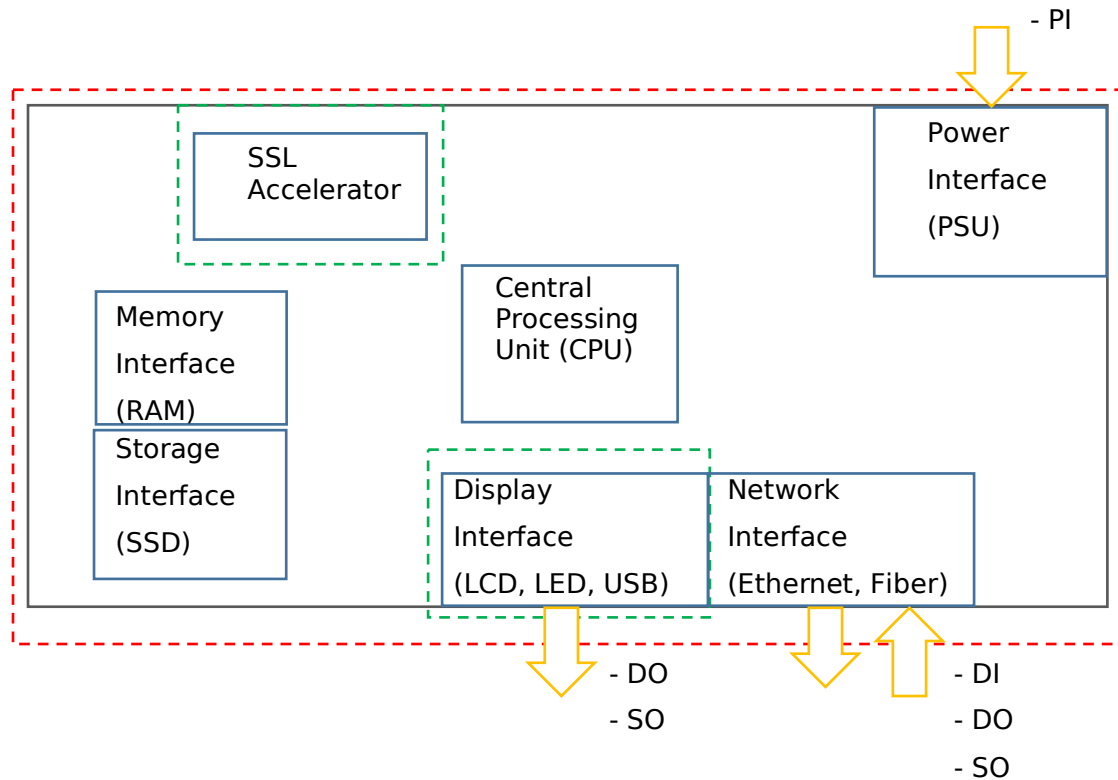 - PI
SSL
Accelerator
Power
Interface
(PSU)
Central
Processing
Unit (CPU)
Memory
Interface
(RAM)
Storage
Interface
(SSD)
Display
Interface
(LCD, LED, USB)
Network
Interface
(Ethernet, Fiber)
- DO
- SO
- DI
- DO
- SO